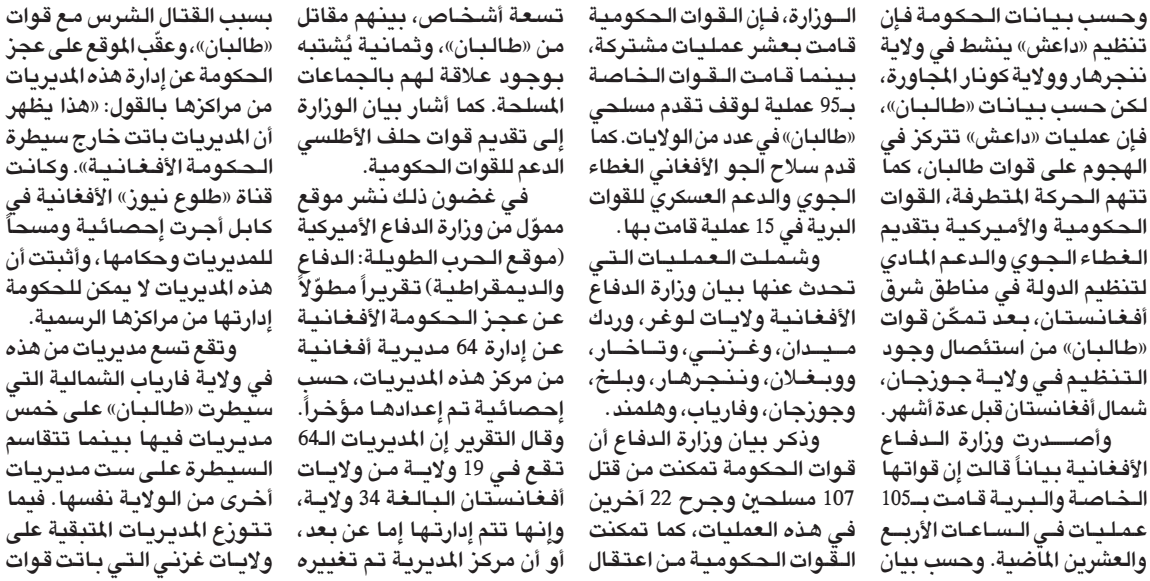 وحسب بيانات الحكومة فإن
تنظيم «داعش» ينشط في ولاية
ننجرهار وولاية كونار المجاورة،
لكن حسب بيانات «طالبان»،
فإن عمليات «داعش» تتركز في
الهجوم على قوات طالبان، كما
تتهم الحركة المتطرفة، القوات
الحكومية والأميركية بتقديم
الغطاء الجوي والدعم المادي
لتنظيم الدولة في مناطق شرق
أفغانستان، بعد تمكّن قوات
«طالبان» من استئصال وجود
التنظيم في ولاية جوزجان،
شمال أفغانستان قبل عدة أشهر.
وأصدرت وزارة الدفاع
الأفغانية بياناً قالت إن قواتها
الخاصة والبرية قامت بـ105
عمليات في الساعات الأربع
والعشرين الماضية. وحسب بيان
الوزارة، فإن القوات الحكومية
قامت بعشر عمليات مشتركة،
بينما قامت القوات الخاصة
بـ95 عملية لوقف تقدم مسلحي
«طالبان» في عدد من الولايات. كما
قدم سلاح الجو الأفغاني الغطاء
الجوي والدعم العسكري للقوات
البرية في 15 عملية قامت بها.
وشملت العمليات التي
تحدث عنها بيان وزارة الدفاع
الأفغانية ولايات لوغر، وردك
ميدان، وغزني، وتاخار،
ووبغلان، وننجرهار، وبلخ،
وجوزجان، وفارياب، وهلمند.
وذكر بيان وزارة الدفاع أن
قوات الحكومة تمكنت من قتل
107 مسلحين وجرح 22 آخرين
في هذه العمليات، كما تمكنت
القوات الحكومية من اعتقال
تسعة أشخاص، بينهم مقاتل
من «طالبان»، وثمانية يُشتبه
بوجود علاقة لهم بالجماعات
المسلحة. كما أشار بيان الوزارة
إلى تقديم قوات حلف الأطلسي
الدعم للقوات الحكومية.
في غضون ذلك نشر موقع
مموّل من وزارة الدفاع الأميركية
(موقع الحرب الطويلة: الدفاع
والديمقراطية) تقريراً مطوّلاً
عن عجز الحكومة الأفغانية
عن إدارة 64 مديرية أفغانية
من مركز هذه المديريات، حسب
إحصائية تم إعدادها مؤخراً.
وقال التقرير إن المديريات الـ64
تقع في 19 ولاية من ولايات
أفغانستان البالغة 34 ولاية،
وإنها تتم إدارتها إما عن بعد،
أو أن مركز المديرية تم تغييره
بسبب القتال الشرس مع قوات
«طالبان»، وعقّب الموقع على عجز
الحكومة عن إدارة هذه المديريات
من مراكزها بالقول: «هذا يظهر
أن المديريات باتت خارج سيطرة
الحكومة الأفغانية». وكانت
قناة «طلوع نيوز» الأفغانية في
كابل أجرت إحصائية ومسحاً
للمديريات وحكامها، وأثبتت أن
هذه المديريات لا يمكن للحكومة
إدارتها من مراكزها الرسمية.
وتقع تسع مديريات من هذه
في ولاية فارياب الشمالية التي
سيطرت «طالبان» على خمس
مديريات فيها بينما تتقاسم
السيطرة على ست مديريات
أخرى من الولاية نفسها. فيما
تتوزع المديريات المتبقية على
ولايات غزني التي باتت قوات